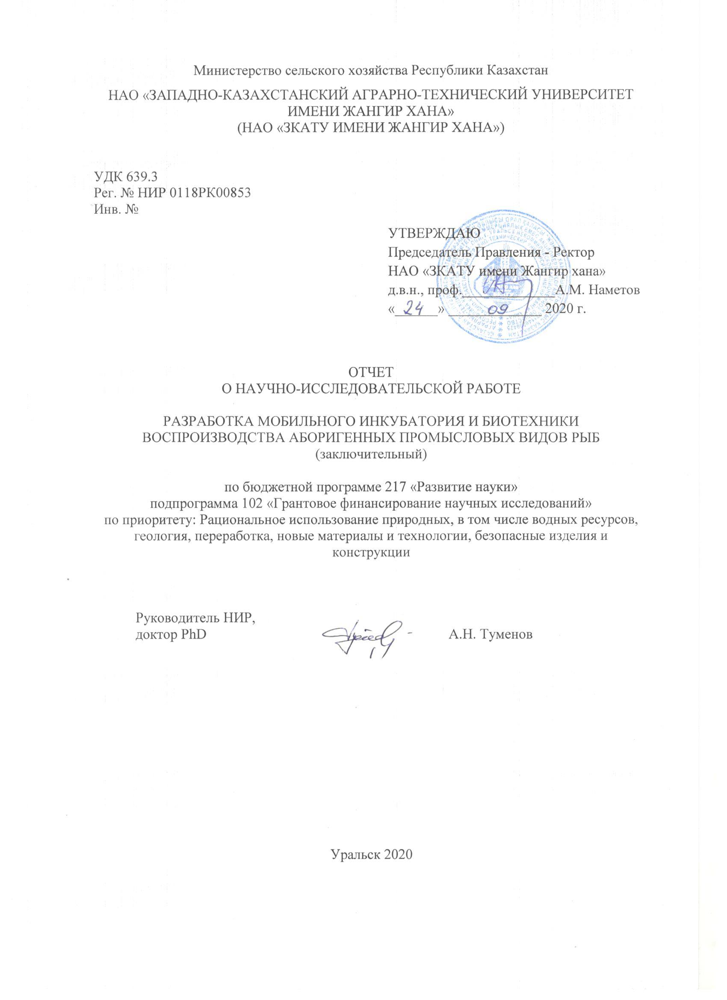 Министерство сельского хозяйства Республики Казахстан
НАО «ЗАПАДНО-КАЗАХСТАНСКИЙ АГРАРНО-ТЕХНИЧЕСКИЙ УНИВЕРСИТЕТ
ИМЕНИ ЖАНГИР ХАНА»
(НАО «ЗКАТУ ИМЕНИ ЖАНГИР ХАНА»)
УДК 639.3
Рег. № НИР 0118РК00853
Инв. №
УТВЕРЖДАЮ
Председатель Правления - Ректор
НАО «ЗКАТУ имени Жангир хана»
д.в.н., проф.______________А.М. Наметов
«__24__» ______09______ 2020 г.
ОТЧЕТ
О НАУЧНО-ИССЛЕДОВАТЕЛЬСКОЙ РАБОТЕ
РАЗРАБОТКА МОБИЛЬНОГО ИНКУБАТОРИЯ И БИОТЕХНИКИ
ВОСПРОИЗВОДСТВА АБОРИГЕННЫХ ПРОМЫСЛОВЫХ ВИДОВ РЫБ
(заключительный)
по бюджетной программе 217 «Развитие науки»
подпрограмма 102 «Грантовое финансирование научных исследований»
по приоритету: Рациональное использование природных, в том числе водных ресурсов,
геология, переработка, новые материалы и технологии, безопасные изделия и
конструкции
Руководитель НИР,
доктор PhD А.Н. Туменов
Уральск 2020